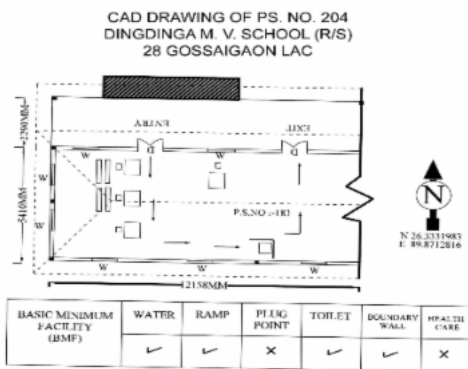 CAD DRAWING OF PS. NO. 204
DINGDINGA M. V. SCHOOL (R/S)
28 GOSSAIGAON LAC
ENTRY
EXIT
2290MM
5410MM
W
W
D
D
W
W
P.S.NO :-183
W
W
W
W
12158MM
N
N 26.3331983
E 89.8712816
BASIC MINIMUM FACILITY (BMF) WATER RAMP PLUG POINT TOILET BOUNDARY WALL HEALTH CARE
✓ ✓ × ✓ ✓ ×